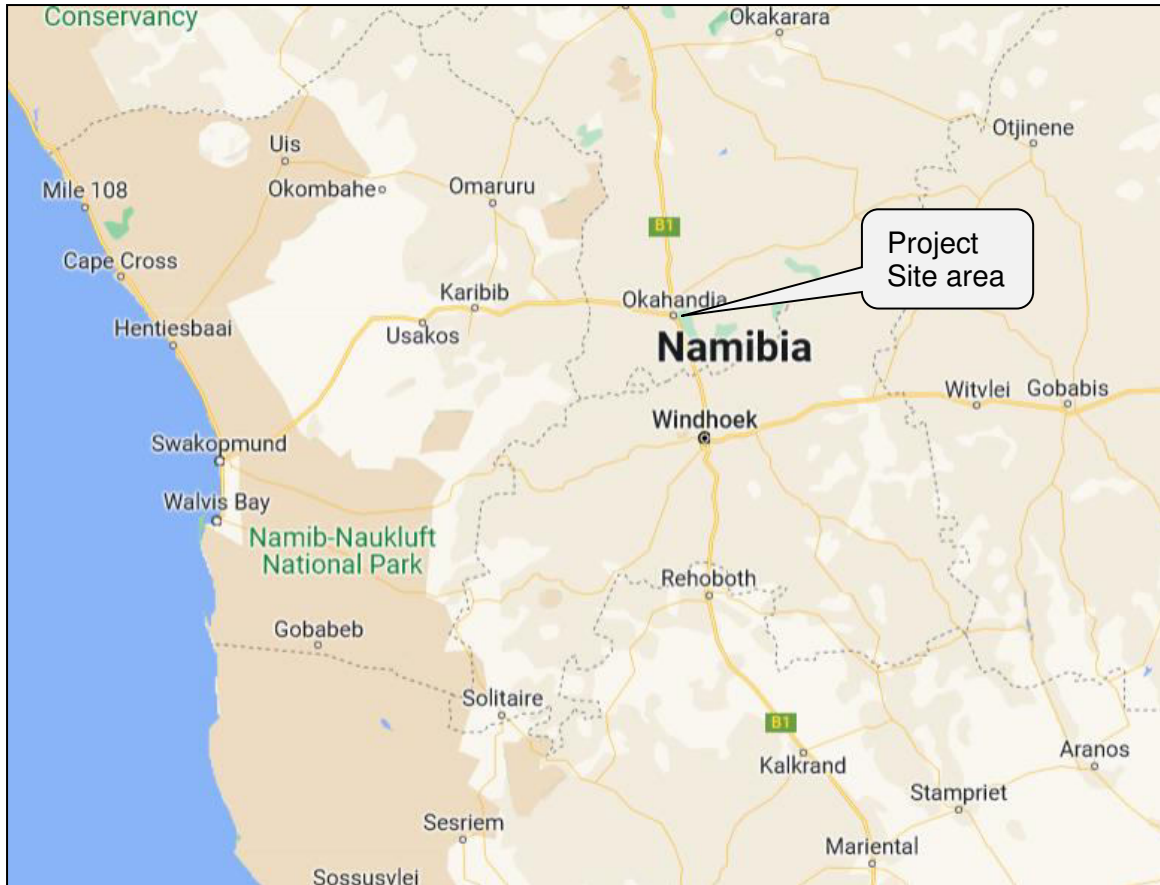 Conservancy
Okakarara
Otjinene
Uis
Okombahe
Omaruru
Mile 108
B1
Project
Site area
Cape Cross
Karibib
Okahandja
Hentiesbaai
Usakos
Namibia
Witvlei
Gobabis
Windhoek
Swakopmund
Walvis Bay
Namib-Naukluft
National Park
Rehoboth
Gobabeb
Solitaire
B1
Kalkrand
Aranos
Stampriet
Sesriem
Mariental
Sossusvlei